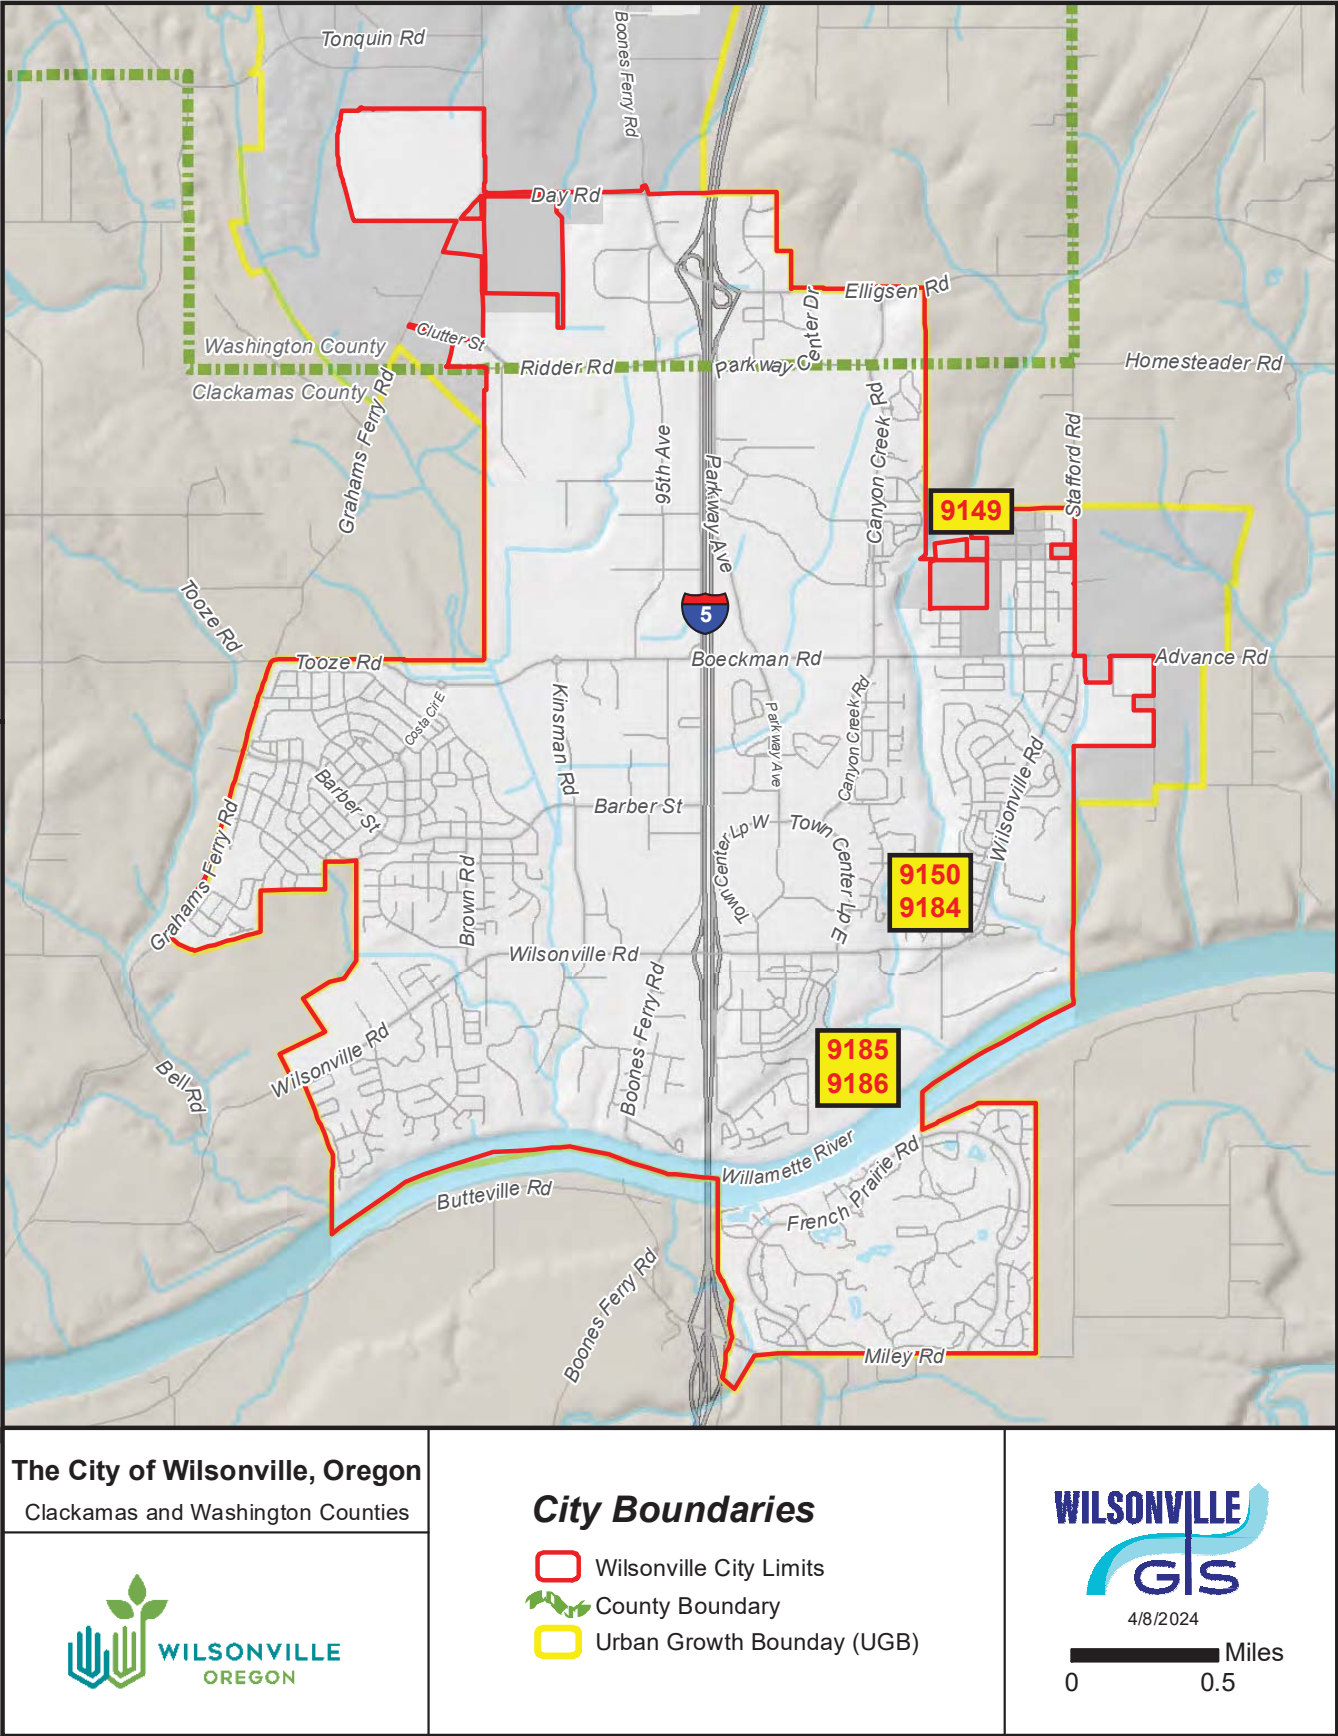 Tonquin Rd
Boones Ferry Rd
Day Rd
Elligsen Rd
Clutter St
Washington County
Clackamas County
Ridder Rd
Parkway Center Dr
Homesteader Rd
Grahams Ferry Rd
95th Ave
Parkway Ave
Canyon Creek Rd
Stafford Rd
9149
Tooze Rd
5
Tooze Rd
Boeckman Rd
Advance Rd
Costa Cir E
Kinsman Rd
Parkway Ave
Canyon Creek Rd
Wilsonville Rd
Barber St
Barber St
Town Center Lp W
Town Center Lp E
Grahams Ferry Rd
Brown Rd
9150
9184
Wilsonville Rd
Boones Ferry Rd
Wilsonville Rd
Bell Rd
9185
9186
Willamette River
French Prairie Rd
Butteville Rd
Boones Ferry Rd
Miley Rd
The City of Wilsonville, Oregon
Clackamas and Washington Counties
WILSONVILLE
OREGON
City Boundaries
Wilsonville City Limits
County Boundary
Urban Growth Bounday (UGB)
WILSONVILLE
GIS
4/8/2024
Miles
0 0.5